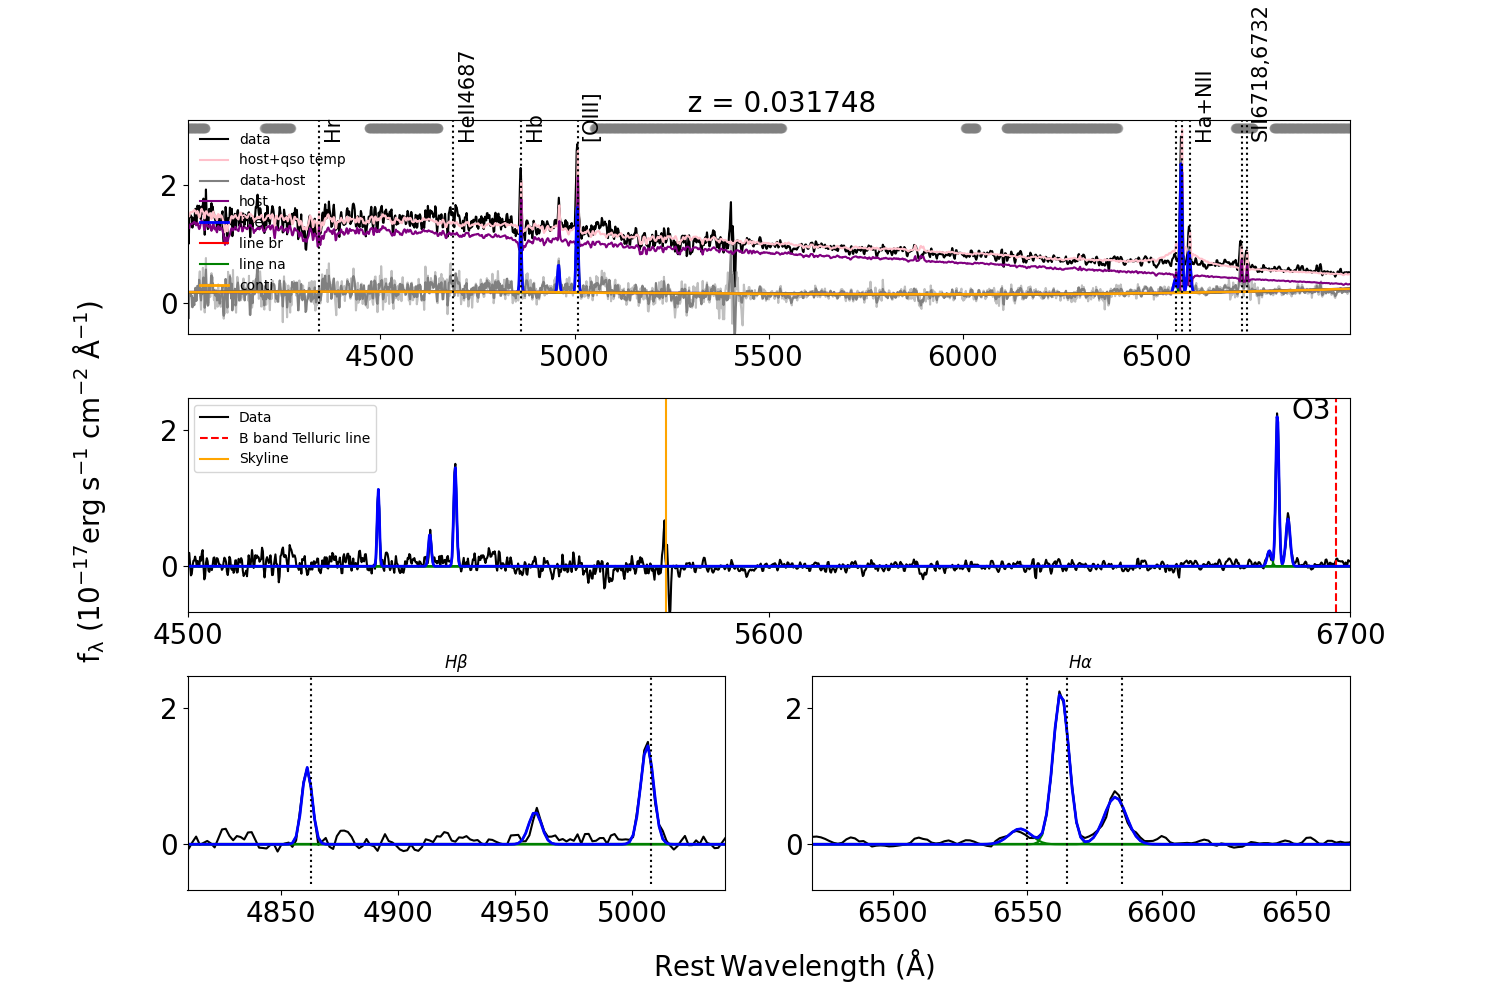 z = 0.031748
Hr
HeII4687
Hb
[OIII]
Ha+NII
SII6718,6732
data
host+qso temp
data-host
host
line br
line na
conti
2
0
4500 5000 5500 6000 6500
Data
B band Telluric line
Skyline
O3
2
0
4500 5600 6700
Hβ
2
0
4850 4900 4950 5000
Hα
2
0
6500 6550 6600 6650
fλ (10−17erg s−1 cm−2 Å−1)
Rest Wavelength (Å)